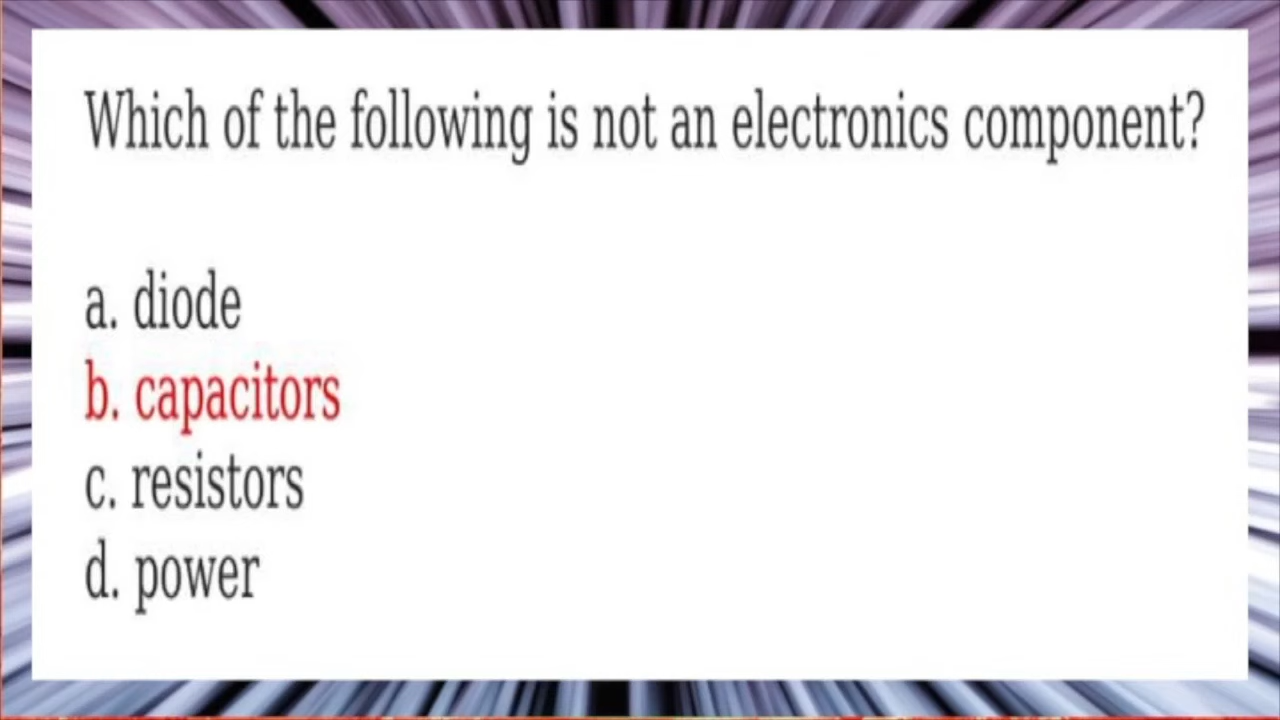 Which of the following is not an electronics component?
a. diode
b. capacitors
c. resistors
d. power